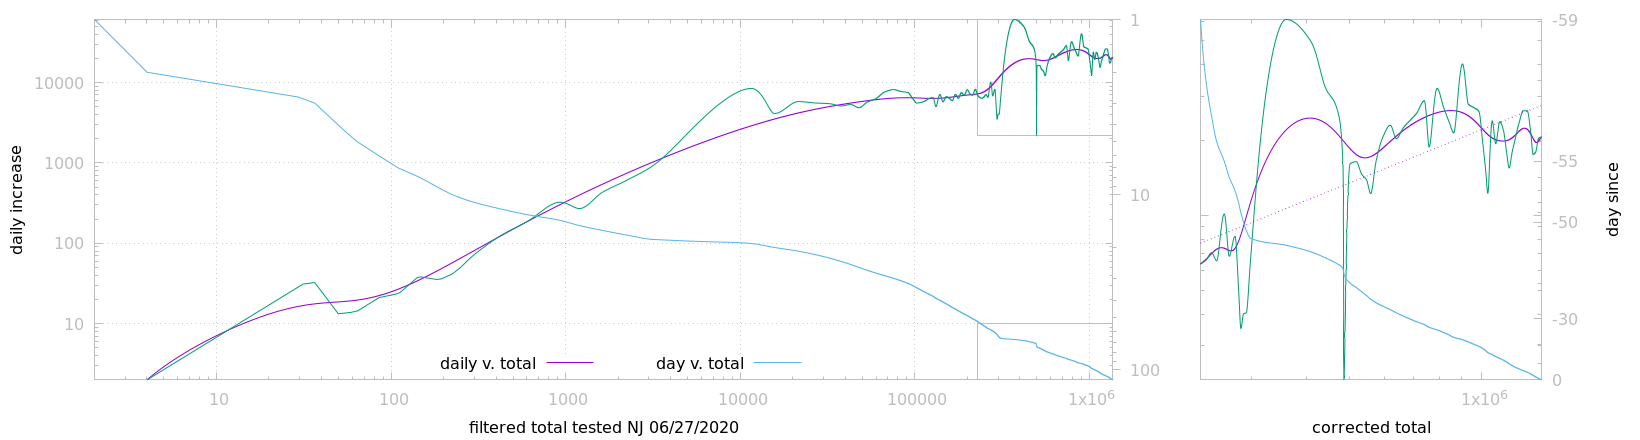 daily increase
10000
1000
100
10
10
100
1000
10000
100000
1x10^6
filtered total tested NJ 06/27/2020
daily v. total
day v. total
1
10
100
1x10^6
corrected total
-59
-55
-50
-30
0
day since